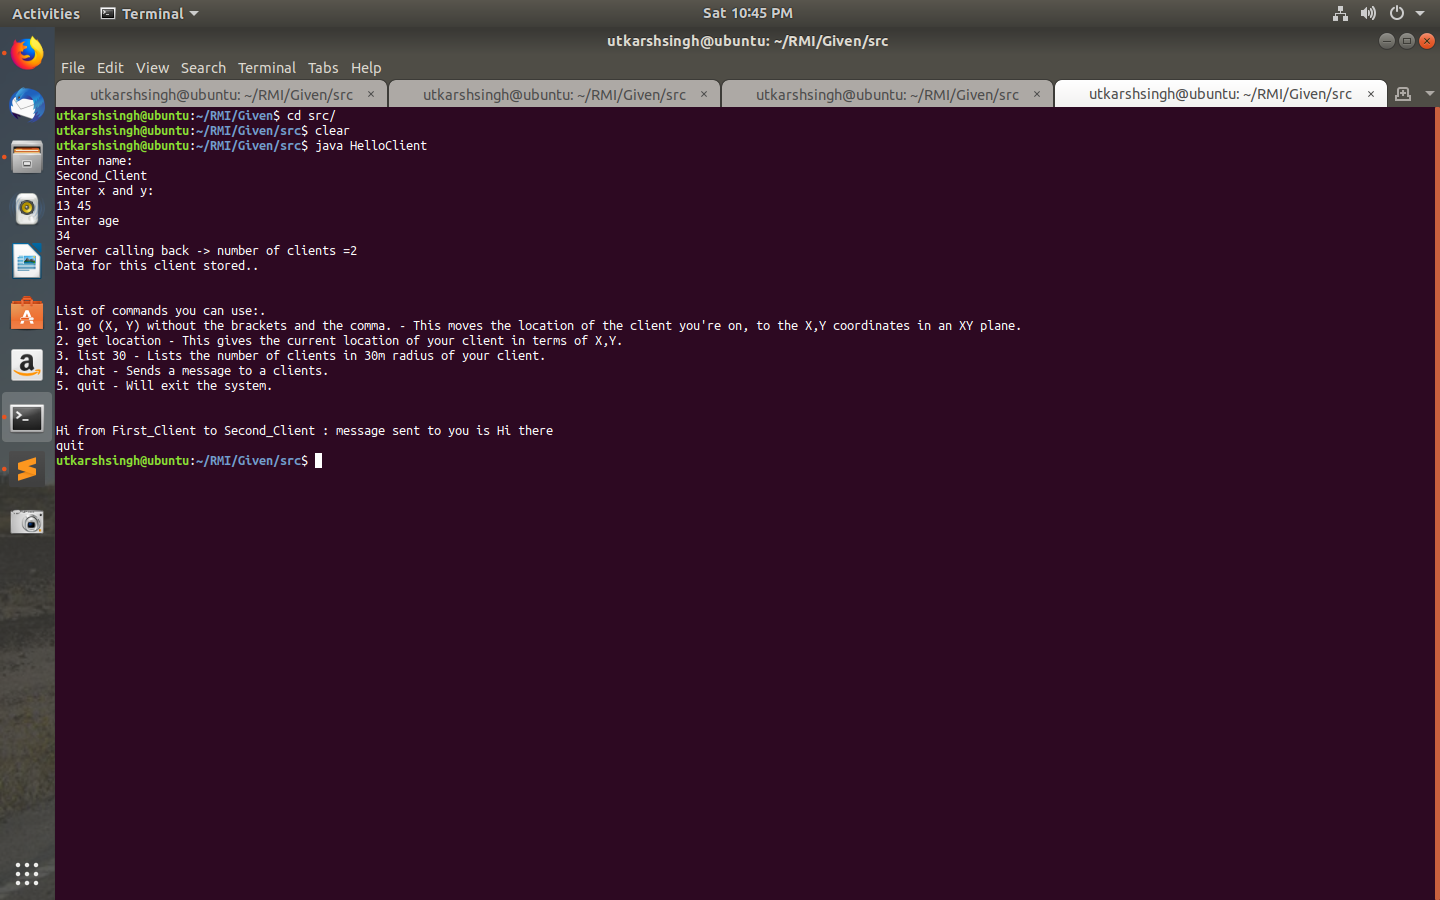 Activities Terminal Sat 10:45 PM
utkarshsingh@ubuntu: ~/RMI/Given/src
File Edit View Search Terminal Tabs Help
utkarshsingh@ubuntu: ~/RMI/Given/src × utkarshsingh@ubuntu: ~/RMI/Given/src × utkarshsingh@ubuntu: ~/RMI/Given/src × utkarshsingh@ubuntu: ~/RMI/Given/src ×
utkarshsingh@ubuntu:~/RMI/Given$ cd src/
utkarshsingh@ubuntu:~/RMI/Given/src$ clear
utkarshsingh@ubuntu:~/RMI/Given/src$ java HelloClient
Enter name:
Second_Client
Enter x and y:
13 45
Enter age
34
Server calling back -> number of clients =2
Data for this client stored..
List of commands you can use:.
1. go (X, Y) without the brackets and the comma. - This moves the location of the client you're on, to the X,Y coordinates in an XY plane.
2. get location - This gives the current location of your client in terms of X,Y.
3. list 30 - Lists the number of clients in 30m radius of your client.
4. chat - Sends a message to a clients.
5. quit - Will exit the system.
Hi from First_Client to Second_Client : message sent to you is Hi there
quit
utkarshsingh@ubuntu:~/RMI/Given/src$